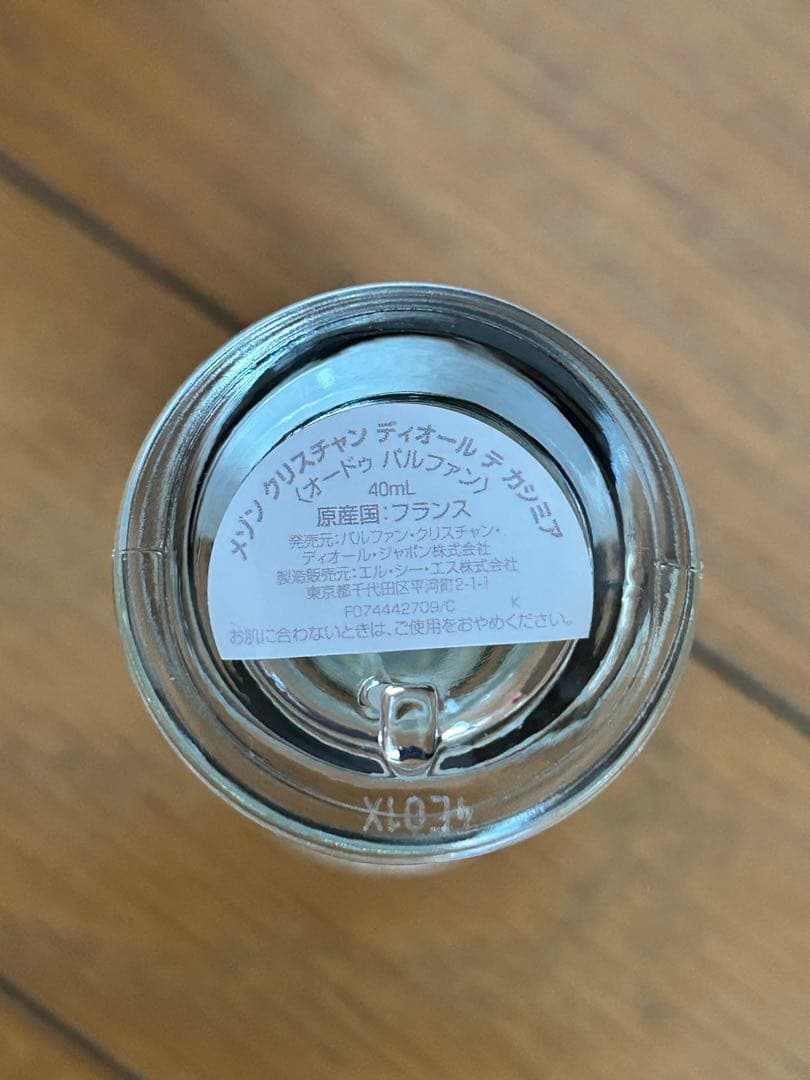 メゾン クリスチャン ディオール テ カシミア
〈オードゥ パルファン〉
40mL
原産国：フランス
発売元：パルファン・クリスチャン・
ディオール・ジャポン株式会社
製造販売元：エル・シー・エス株式会社
東京都千代田区平河町2-1-1
F074442709/C K
お肌に合わないときは、ご使用をおやめください。
4E01X